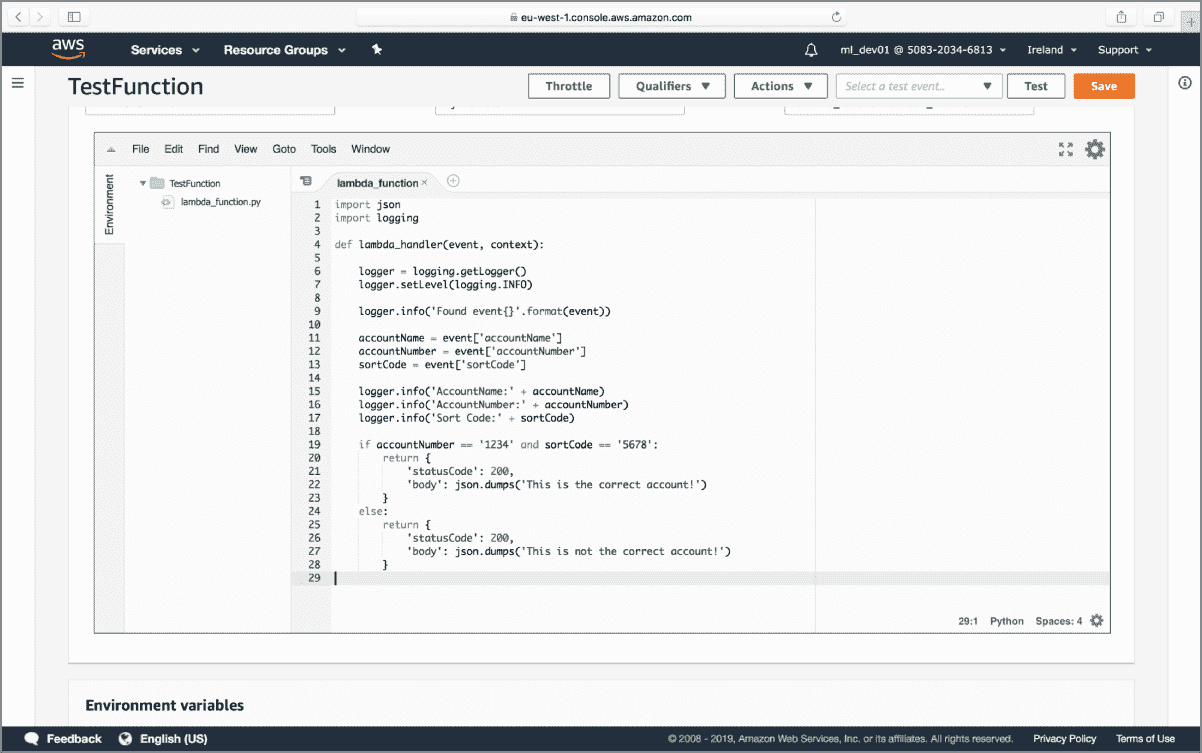 eu-west-1.console.aws.amazon.com
aws Services Resource Groups ml_dev01 @ 5083-2034-6813 Ireland Support
TestFunction Throttle Qualifiers Actions Select a test event.. Test Save
File Edit Find View Goto Tools Window
Environment
TestFunction
lambda_function.py
lambda_function
1 import json
2 import logging
3
4 def lambda_handler(event, context):
5
6 logger = logging.getLogger()
7 logger.setLevel(logging.INFO)
8
9 logger.info('Found event{}'.format(event))
10
11 accountName = event['accountName']
12 accountNumber = event['accountNumber']
13 sortCode = event['sortCode']
14
15 logger.info('AccountName:' + accountName)
16 logger.info('AccountNumber:' + accountNumber)
17 logger.info('Sort Code:' + sortCode)
18
19 if accountNumber == '1234' and sortCode == '5678':
20 return {
21 'statusCode': 200,
22 'body': json.dumps('This is the correct account!')
23 }
24 else:
25 return {
26 'statusCode': 200,
27 'body': json.dumps('This is not the correct account!')
28 }
29
29:1 Python Spaces: 4
Environment variables
Feedback English (US) © 2008 - 2019, Amazon Web Services, Inc. or its affiliates. All rights reserved. Privacy Policy Terms of Use